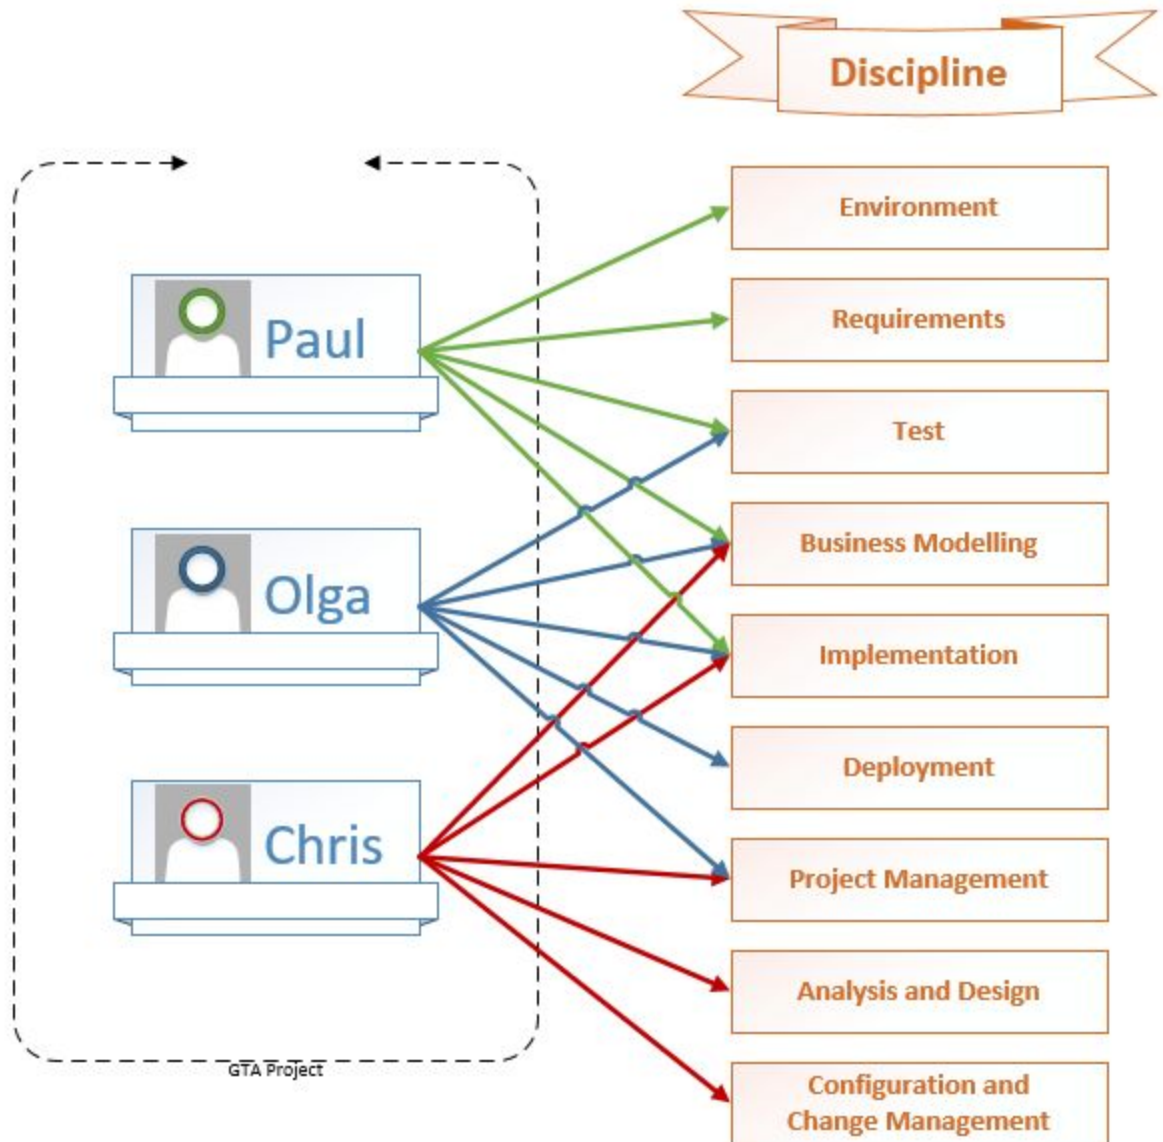 Discipline
Paul
Olga
Chris
GTA Project
Environment
Requirements
Test
Business Modelling
Implementation
Deployment
Project Management
Analysis and Design
Configuration and
Change Management